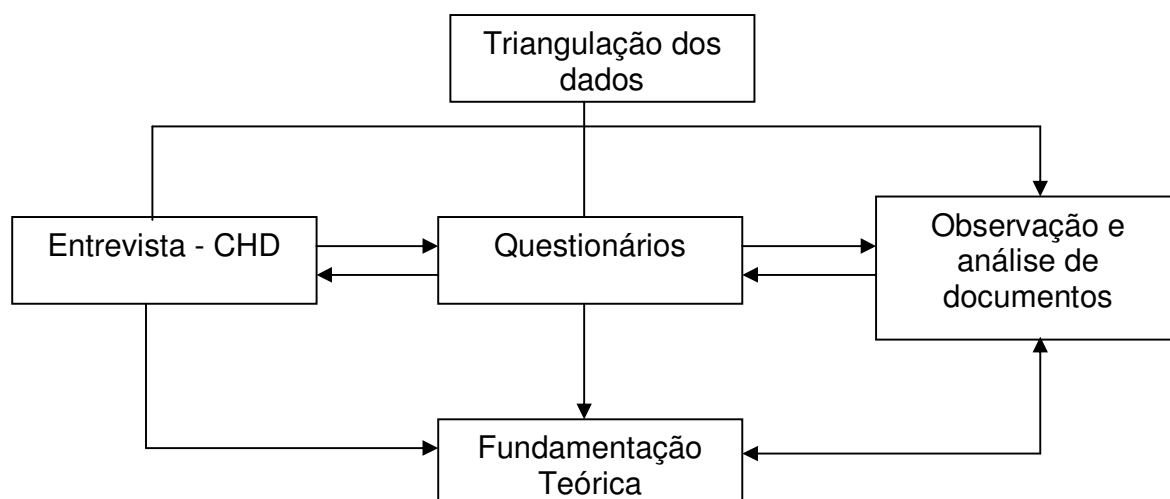 Triangulação dos
dados
Entrevista - CHD
Questionários
Observação e
análise de
documentos
Fundamentação
Teórica